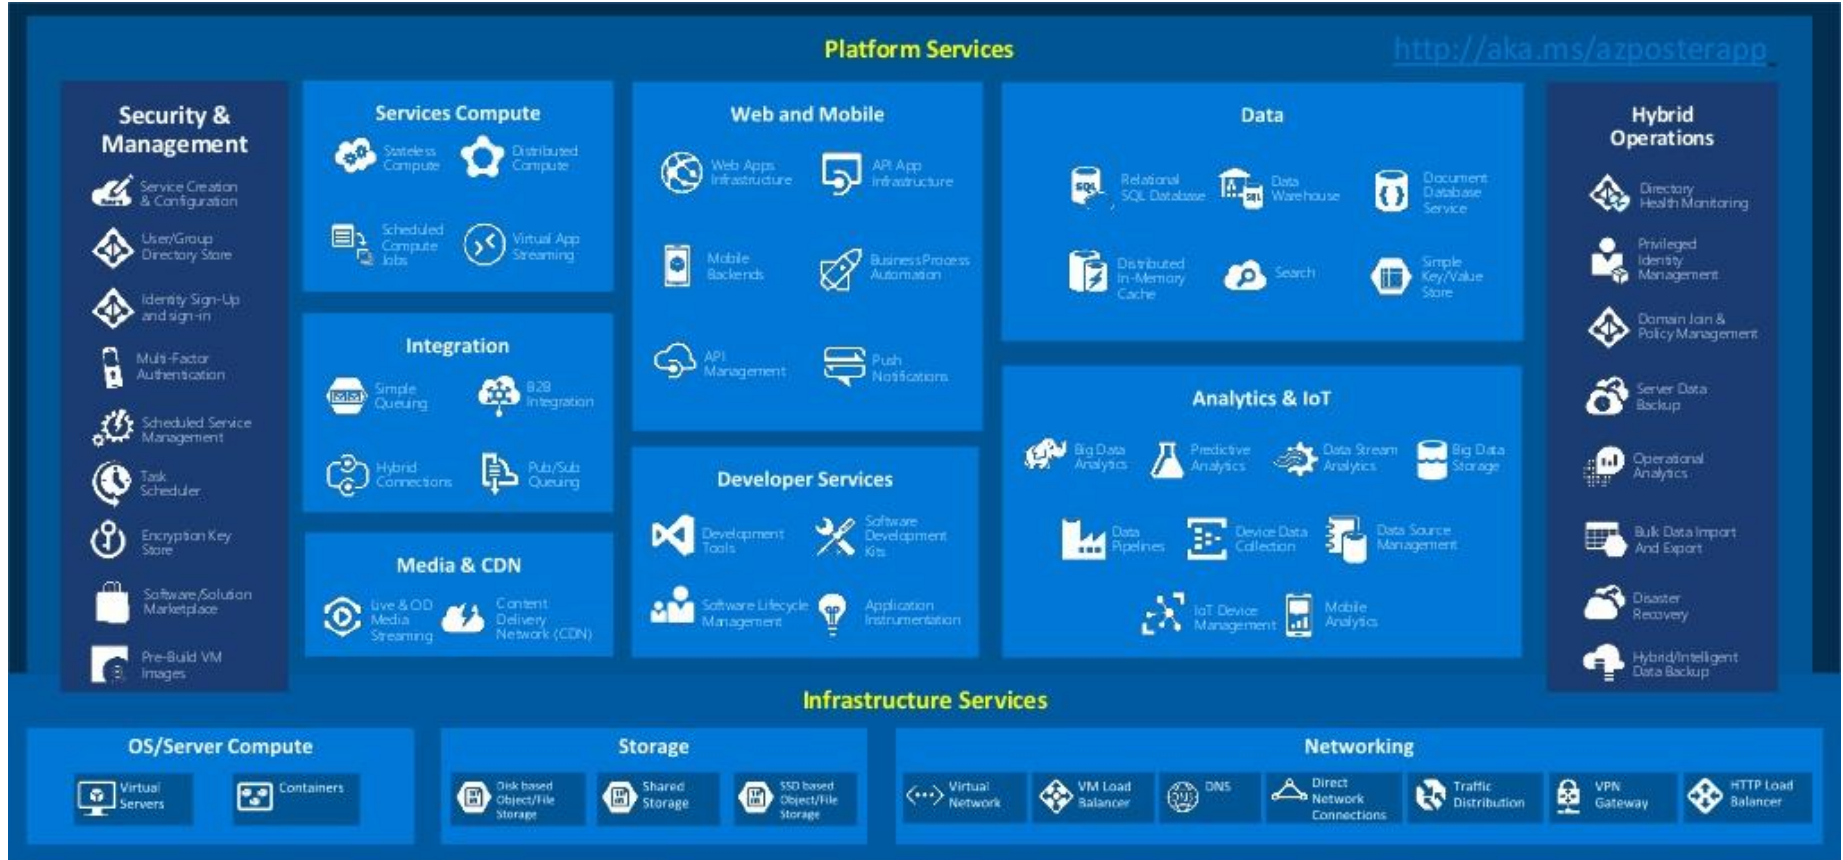 Platform Services
http://aka.ms/azposterapp
Security &
Management
Service Creation
& Configuration
User/Group
Directory Store
Identity Sign-Up
and sign-in
Multi-Factor
Authentication
Scheduled Service
Management
Task
Scheduler
Encryption Key
Store
Software/Solution
Marketplace
Pre-Build VM
Images
Services Compute
Stateless
Compute
Distributed
Compute
Scheduled
Compute
Jobs
Virtual App
Streaming
Integration
Simple
Queuing
B2B
Integration
Hybrid
Connections
Pub/Sub
Queuing
Media & CDN
Live & OD
Media
Streaming
Content
Delivery
Network (CDN)
Web and Mobile
Web Apps
Infrastructure
API App
Infrastructure
Mobile
Backends
Business Process
Automation
API
Management
Push
Notifications
Developer Services
Development
Tools
Software
Development
Kits
Software Lifecycle
Management
Application
Instrumentation
Data
SQL
Relational
SQL Database
SQL
Data
Warehouse
Document
Database
Service
Distributed
In-Memory
Cache
Search
Simple
Key/Value
Store
Analytics & IoT
Big Data
Analytics
Predictive
Analytics
Data Stream
Analytics
Big Data
Storage
Data
Pipelines
Device Data
Collection
Data Source
Management
IoT Device
Management
Mobile
Analytics
Hybrid
Operations
Directory
Health Monitoring
Privileged
Identity
Management
Domain Join &
Policy Management
Server Data
Backup
Operational
Analytics
Bulk Data Import
And Export
Disaster
Recovery
Hybrid/Intelligent
Data Backup
Infrastructure Services
OS/Server Compute
Virtual
Servers
Containers
Storage
Disk based
Object/File
Storage
Shared
Storage
SSD based
Object/File
Storage
Networking
Virtual
Network
VM Load
Balancer
DNS
DNS
Direct
Network
Connections
Traffic
Distribution
VPN
Gateway
HTTP Load
Balancer